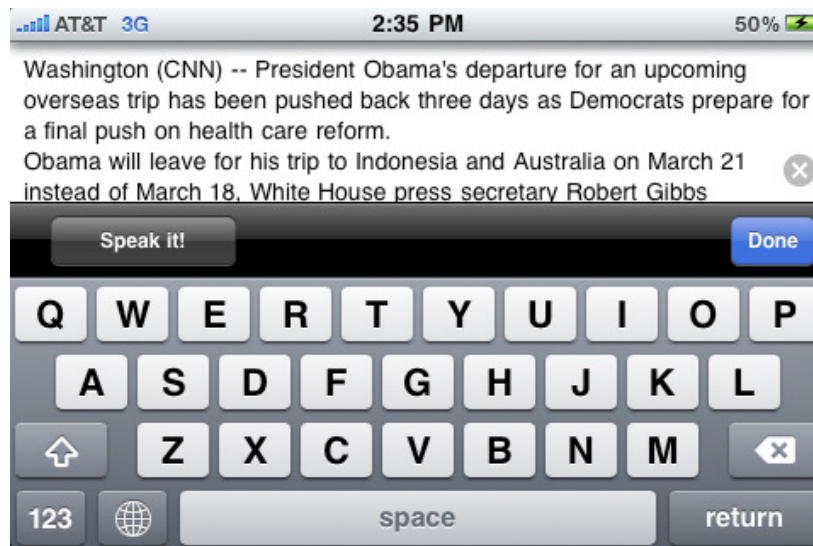 AT&T 3G 2:35 PM 50%
Washington (CNN) -- President Obama's departure for an upcoming
overseas trip has been pushed back three days as Democrats prepare for
a final push on health care reform.
Obama will leave for his trip to Indonesia and Australia on March 21
instead of March 18, White House press secretary Robert Gibbs
Speak it! Done
Q W E R T Y U I O P
A S D F G H J K L
Z X C V B N M
123 space return